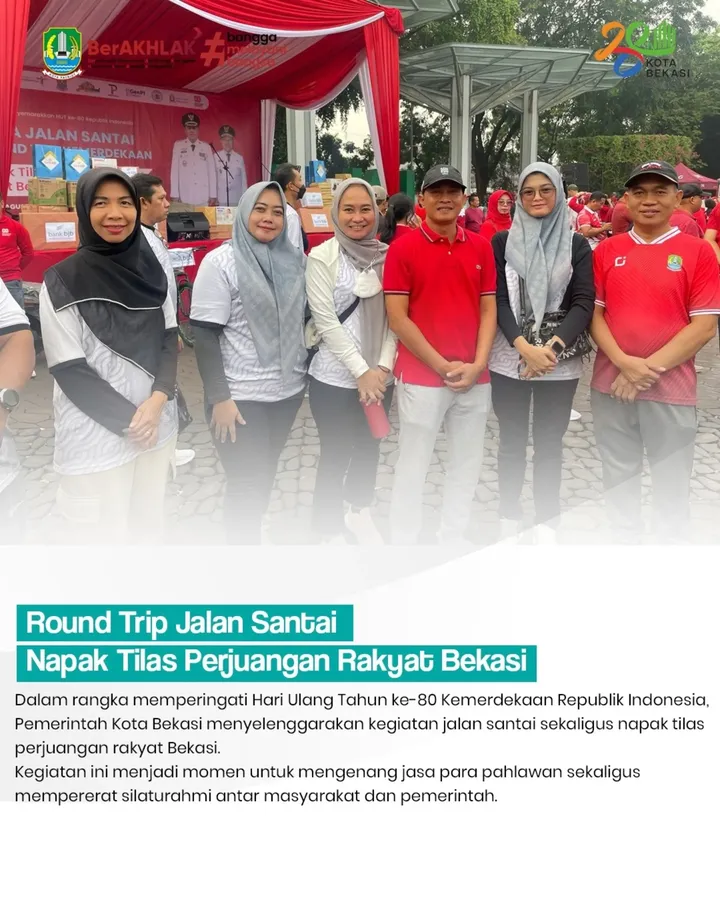 BerAKHLAK
#
bangga
KOTA
BEKASI
JALAN SANTAI
bank bjb
Round Trip Jalan Santai
Napak Tilas Perjuangan Rakyat Bekasi
Dalam rangka memperingati Hari Ulang Tahun ke-80 Kemerdekaan Republik Indonesia,
Pemerintah Kota Bekasi menyelenggarakan kegiatan jalan santai sekaligus napak tilas
perjuangan rakyat Bekasi.
Kegiatan ini menjadi momen untuk mengenang jasa para pahlawan sekaligus
mempererat silaturahmi antar masyarakat dan pemerintah.